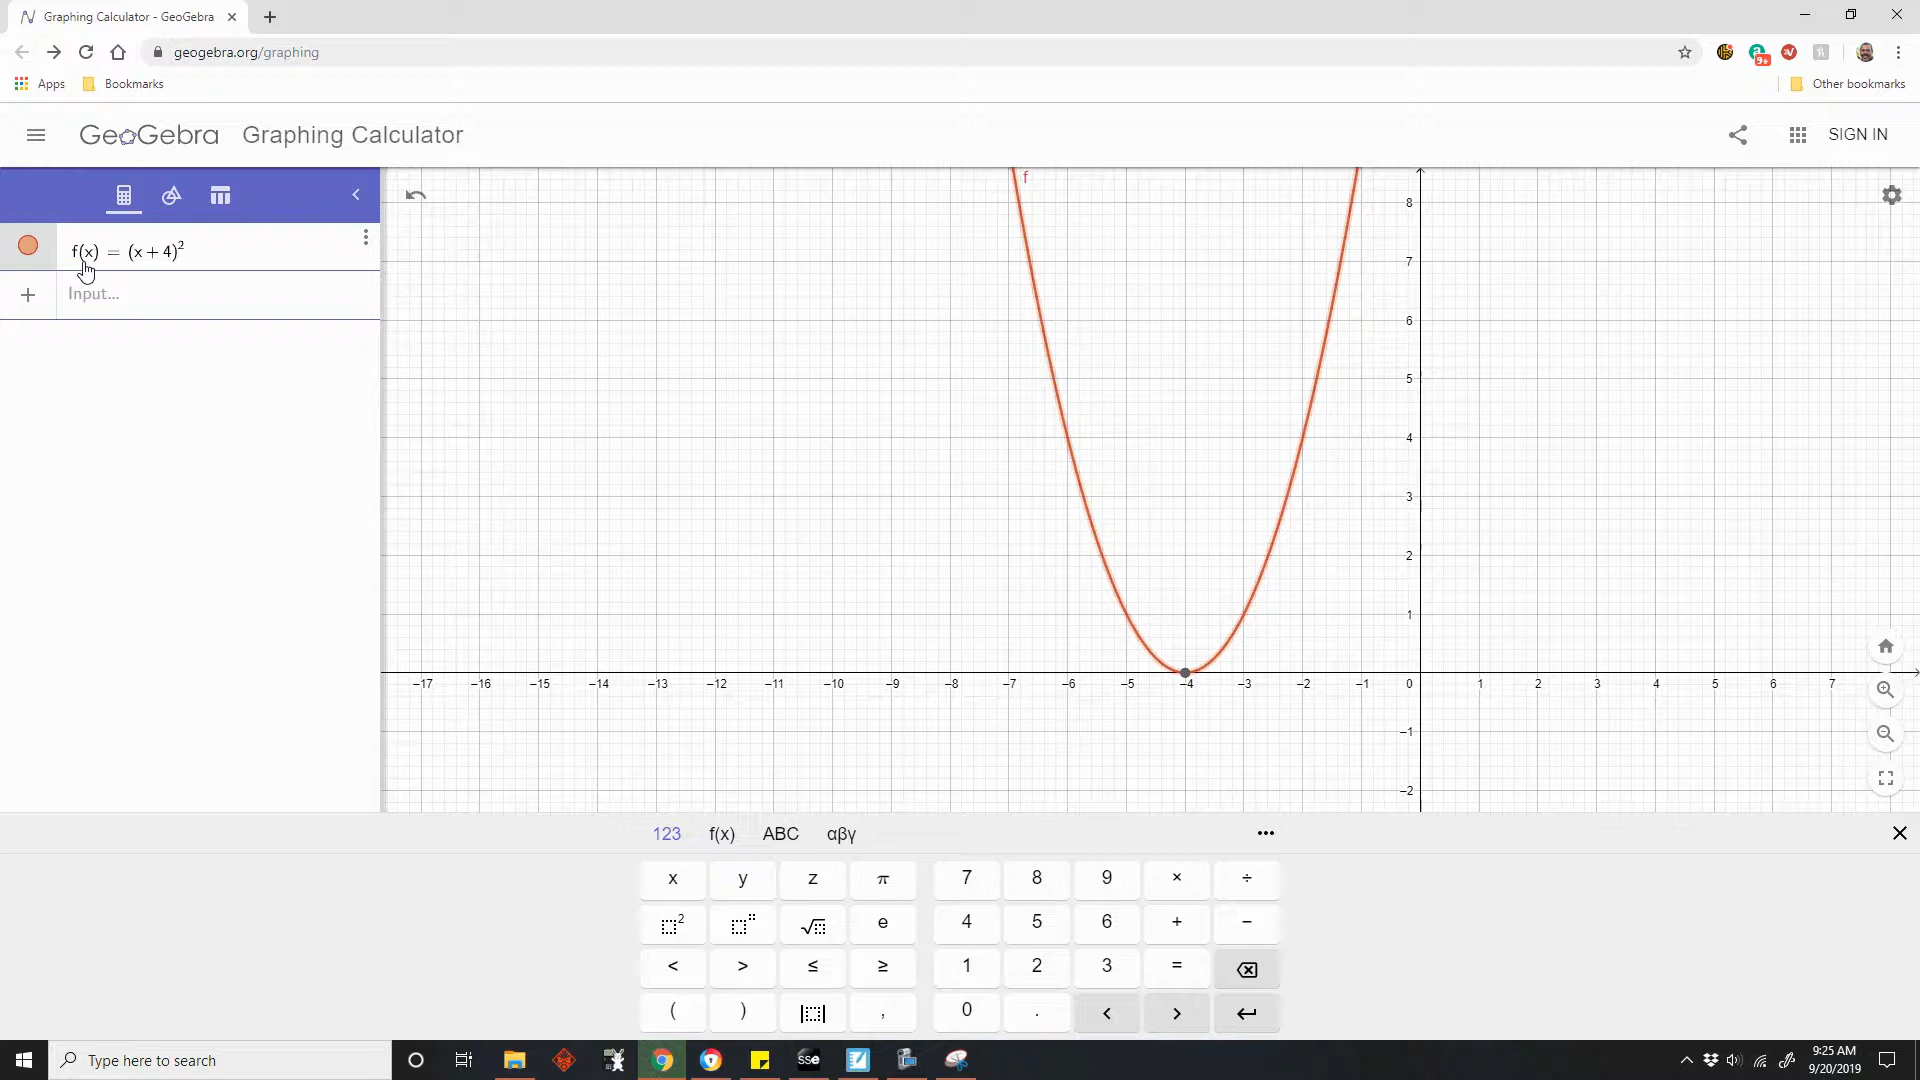 Graphing Calculator - GeoGebra
geogebra.org/graphing
9+
Apps
Bookmarks
Other bookmarks
GeoGebra
Graphing Calculator
SIGN IN
f(x) = (x + 4)²
Input...
f
8
7
6
5
4
3
2
1
−17 −16 −15 −14 −13 −12 −11 −10 −9 −8 −7 −6 −5 −4 −3 −2 −1 0 1 2 3 4 5 6 7
−1
−2
123 f(x) ABC αβγ
x y z π 7 8 9 × ÷
2 √ e 4 5 6 + −
< > ≤ ≥ 1 2 3 =
( ) , 0 . < >
Type here to search
SSe
9:25 AM
9/20/2019